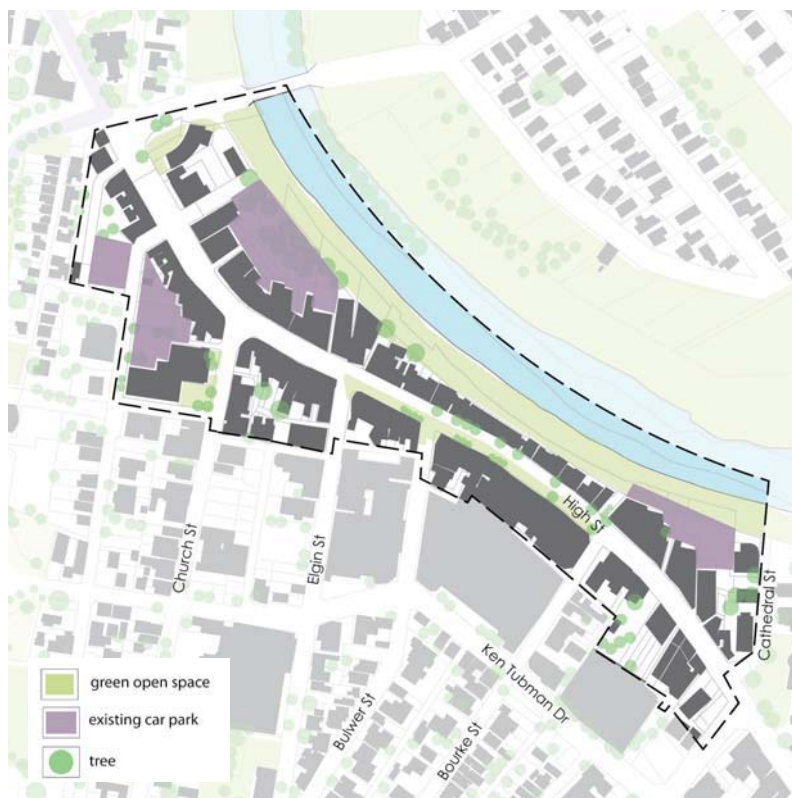 High St
Church St
Elgin St
Cathedral St
Ken Tubman Dr
Bulwer St
Bourke St
green open space
existing car park
tree